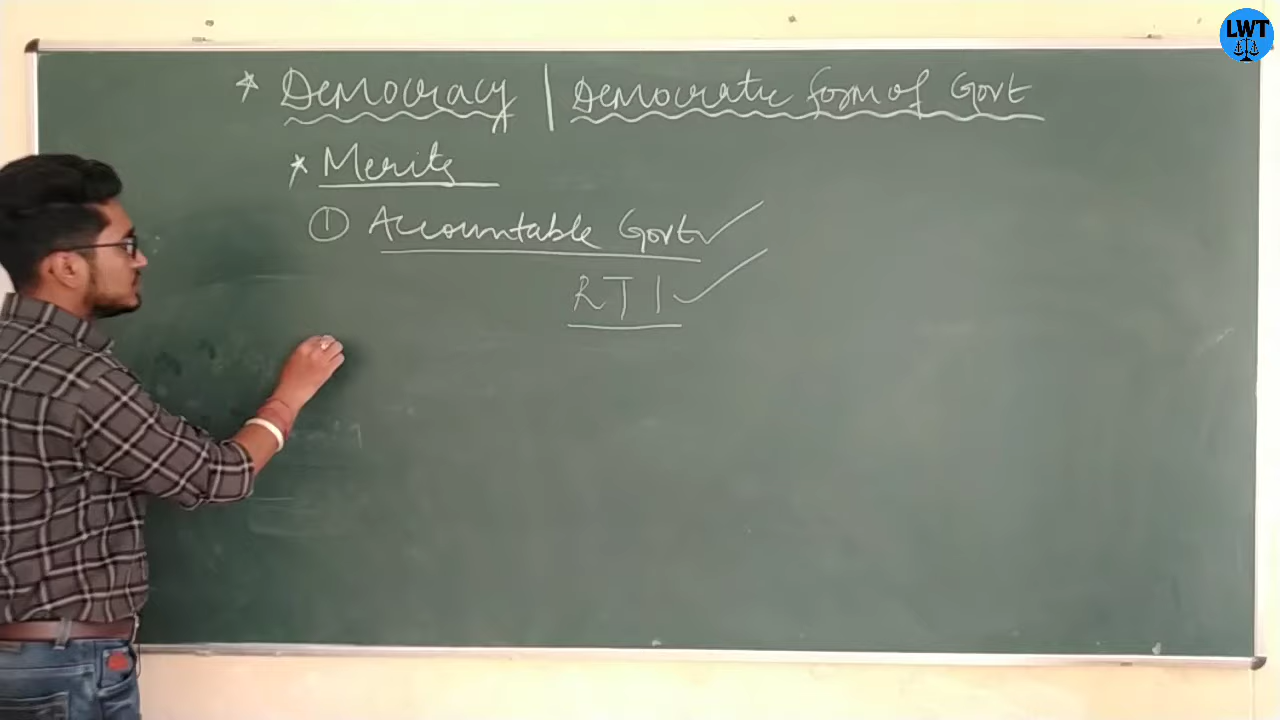 LWT
* Democracy | Democratic form of Govt
* Merits
① Accountable Govt
RTI